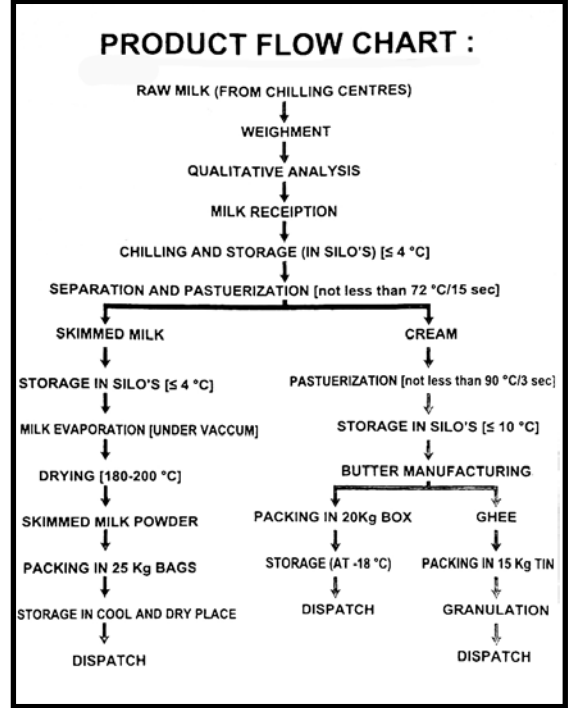 PRODUCT FLOW CHART :
RAW MILK (FROM CHILLING CENTRES)
WEIGHMENT
QUALITATIVE ANALYSIS
MILK RECEIPTION
CHILLING AND STORAGE (IN SILO'S) [≤ 4 °C]
SEPARATION AND PASTUERIZATION [not less than 72 °C/15 sec]
SKIMMED MILK
STORAGE IN SILO'S [≤ 4 °C]
MILK EVAPORATION [UNDER VACCUM]
DRYING [180-200 °C]
SKIMMED MILK POWDER
PACKING IN 25 Kg BAGS
STORAGE IN COOL AND DRY PLACE
DISPATCH
CREAM
PASTUERIZATION [not less than 90 °C/3 sec]
STORAGE IN SILO'S [≤ 10 °C]
BUTTER MANUFACTURING
PACKING IN 20Kg BOX
STORAGE (AT -18 °C)
DISPATCH
GHEE
PACKING IN 15 Kg TIN
GRANULATION
DISPATCH